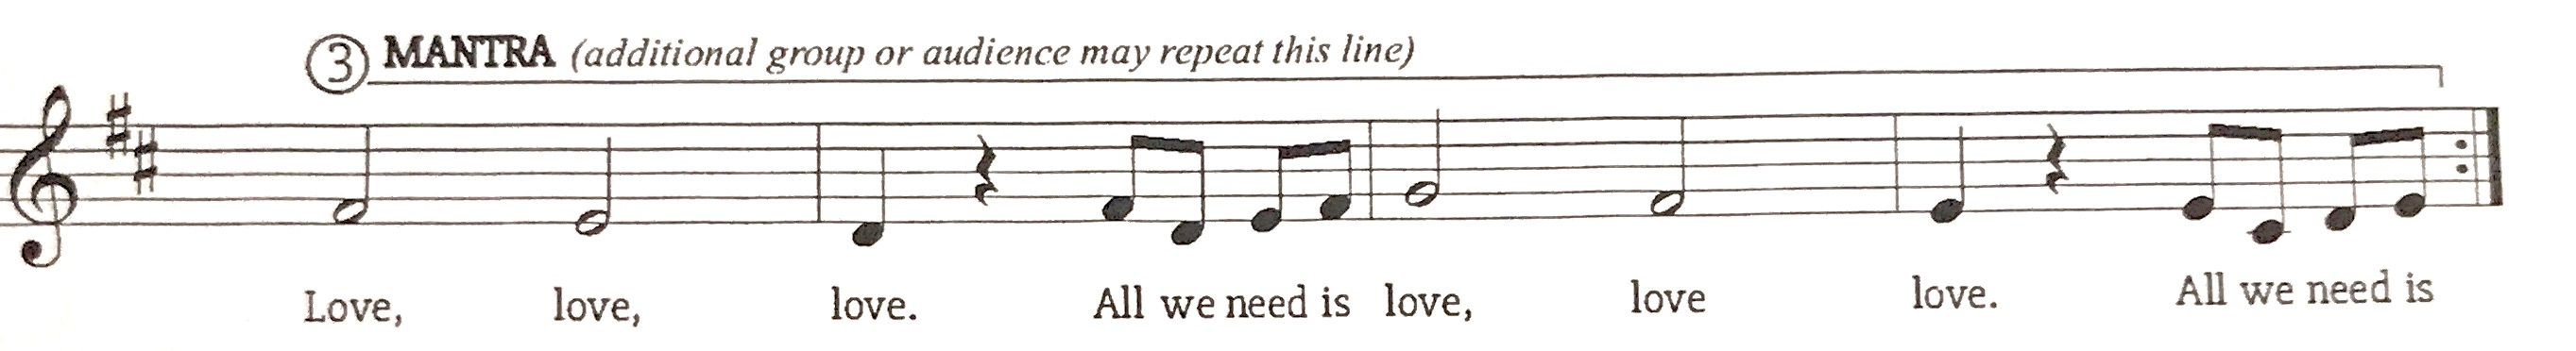 3 MANTRA (additional group or audience may repeat this line)
Love, love, love. All we need is love, love love. All we need is